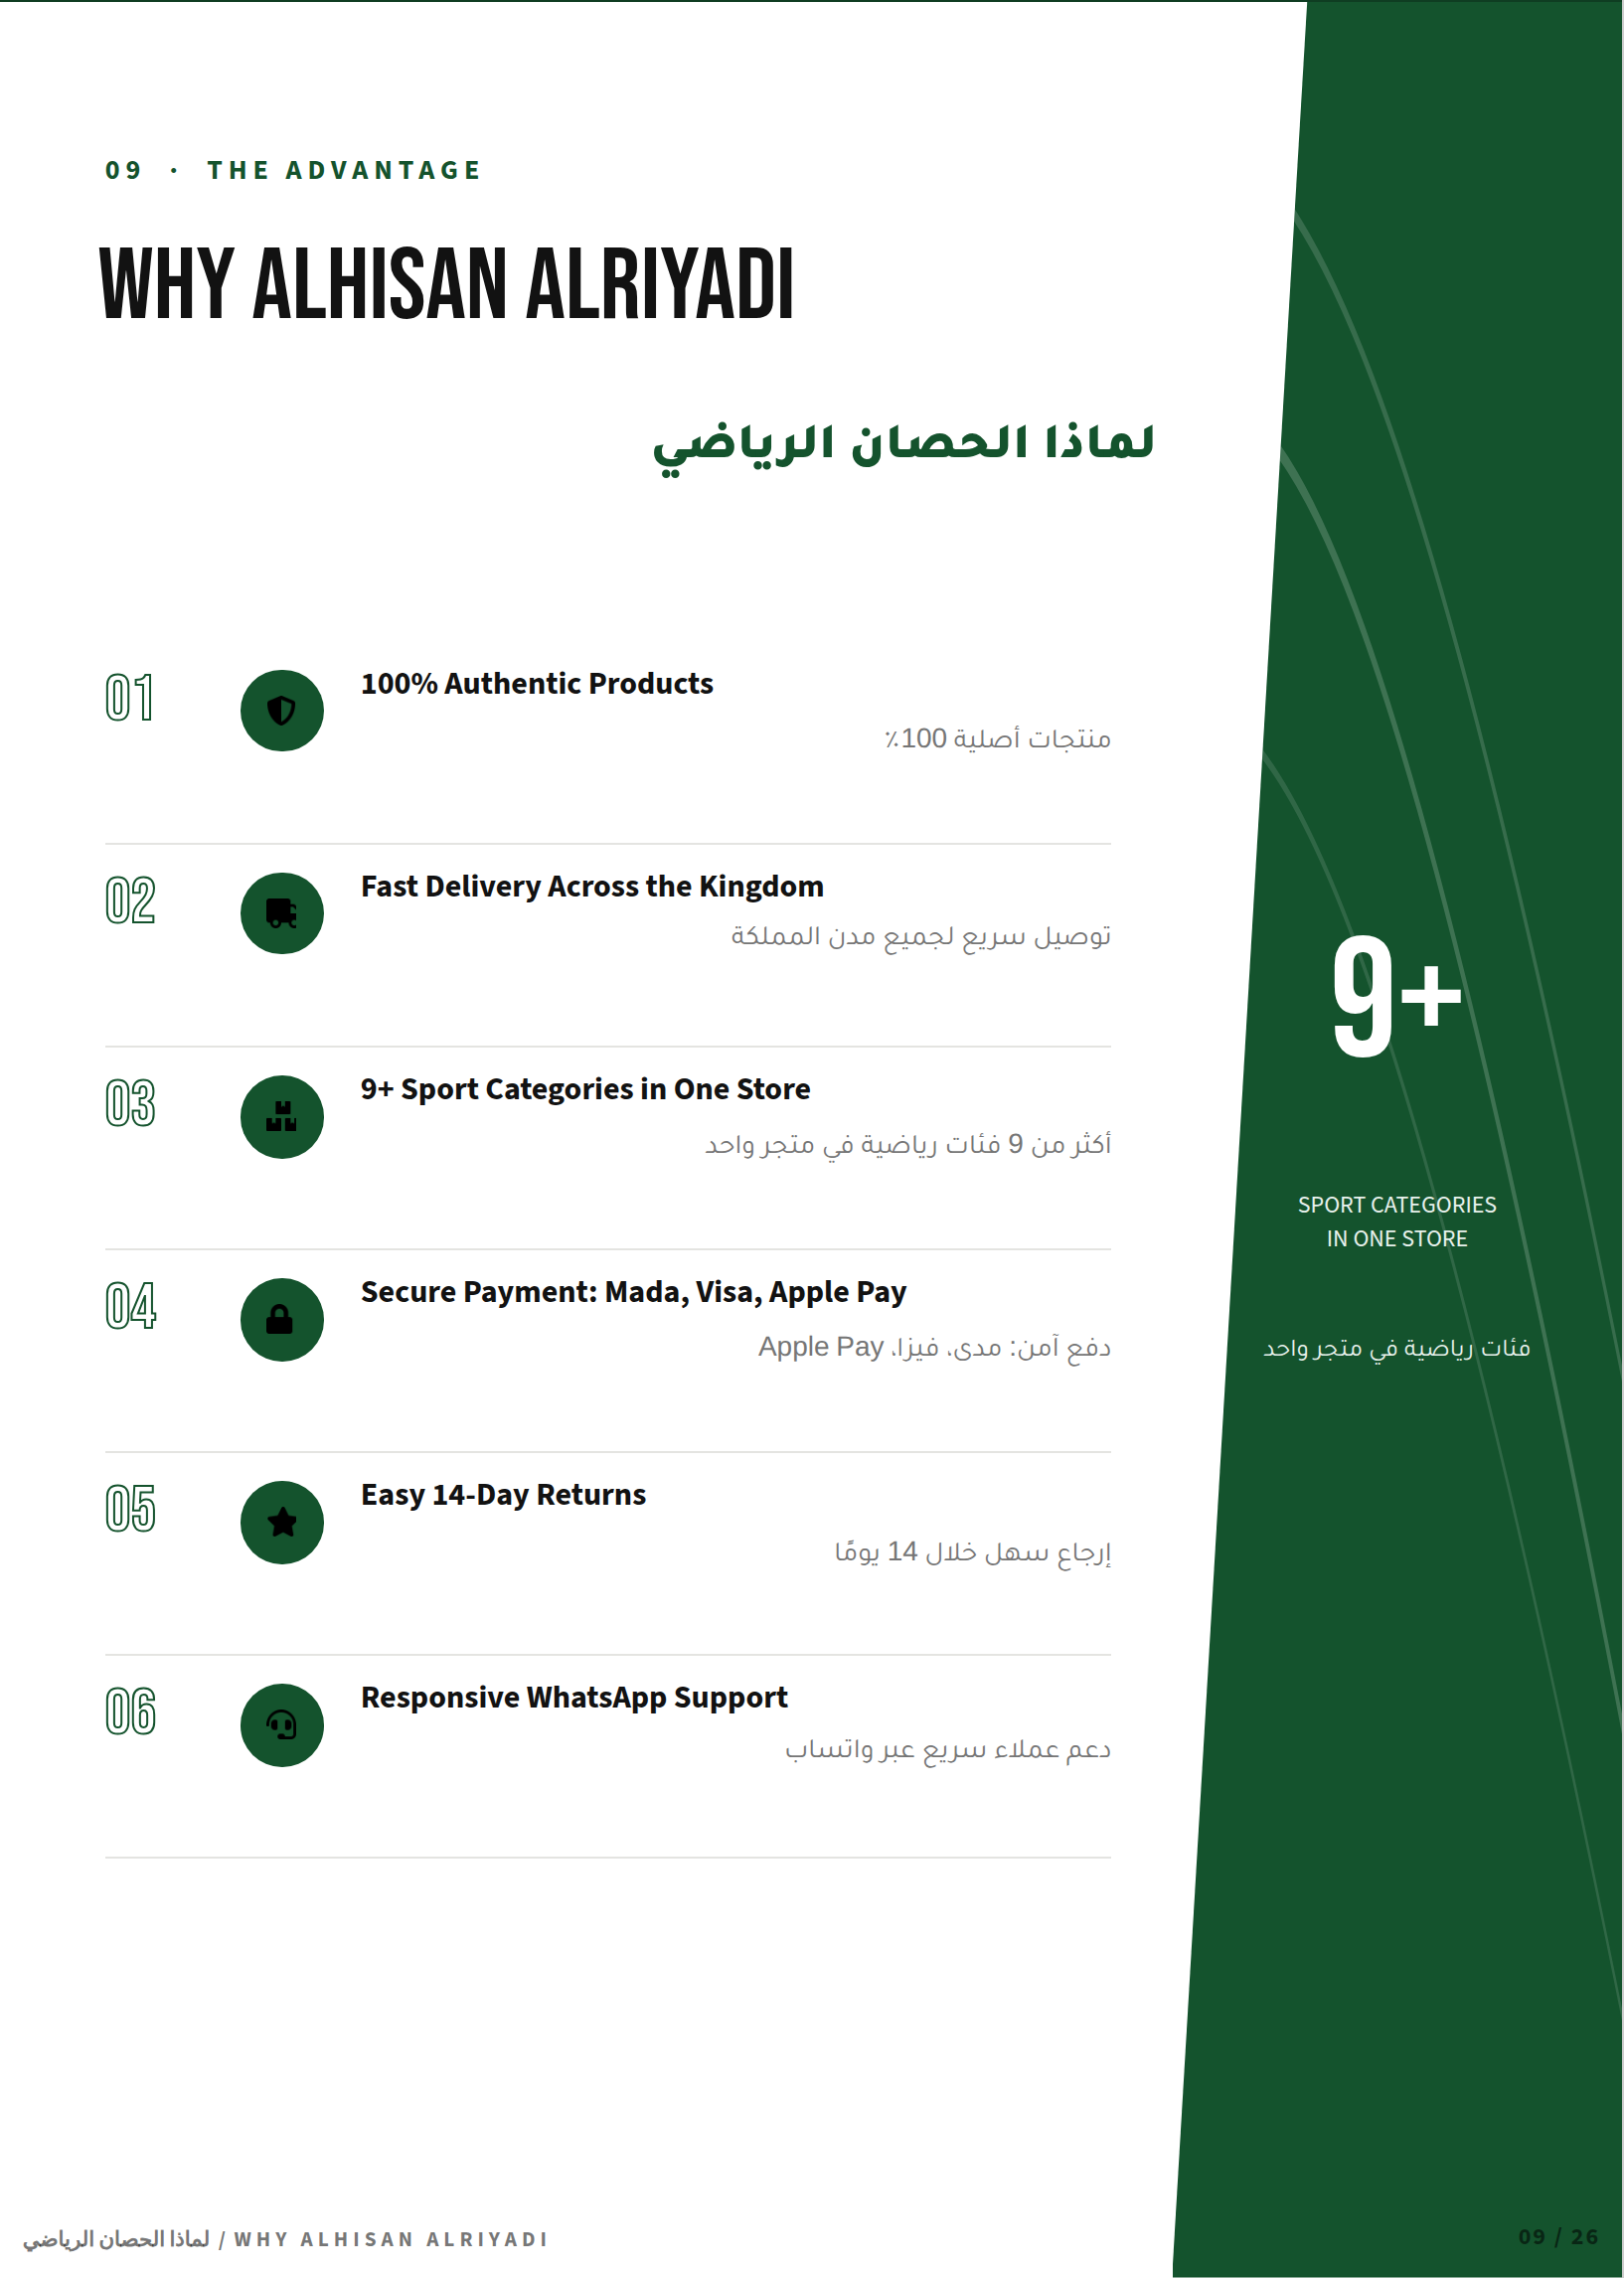 09 · THE ADVANTAGE
WHY ALHISAN ALRIYADI
لماذا الحصان الرياضي
01
100% Authentic Products
منتجات أصلية 100٪
02
Fast Delivery Across the Kingdom
توصيل سريع لجميع مدن المملكة
03
9+ Sport Categories in One Store
أكثر من 9 فئات رياضية في متجر واحد
04
Secure Payment: Mada, Visa, Apple Pay
دفع آمن: مدى، فيزا، Apple Pay
05
Easy 14-Day Returns
إرجاع سهل خلال 14 يومًا
06
Responsive WhatsApp Support
دعم عملاء سريع عبر واتساب
9+
SPORT CATEGORIES
IN ONE STORE
فئات رياضية في متجر واحد
WHY ALHISAN ALRIYADI / لماذا الحصان الرياضي
09 / 26